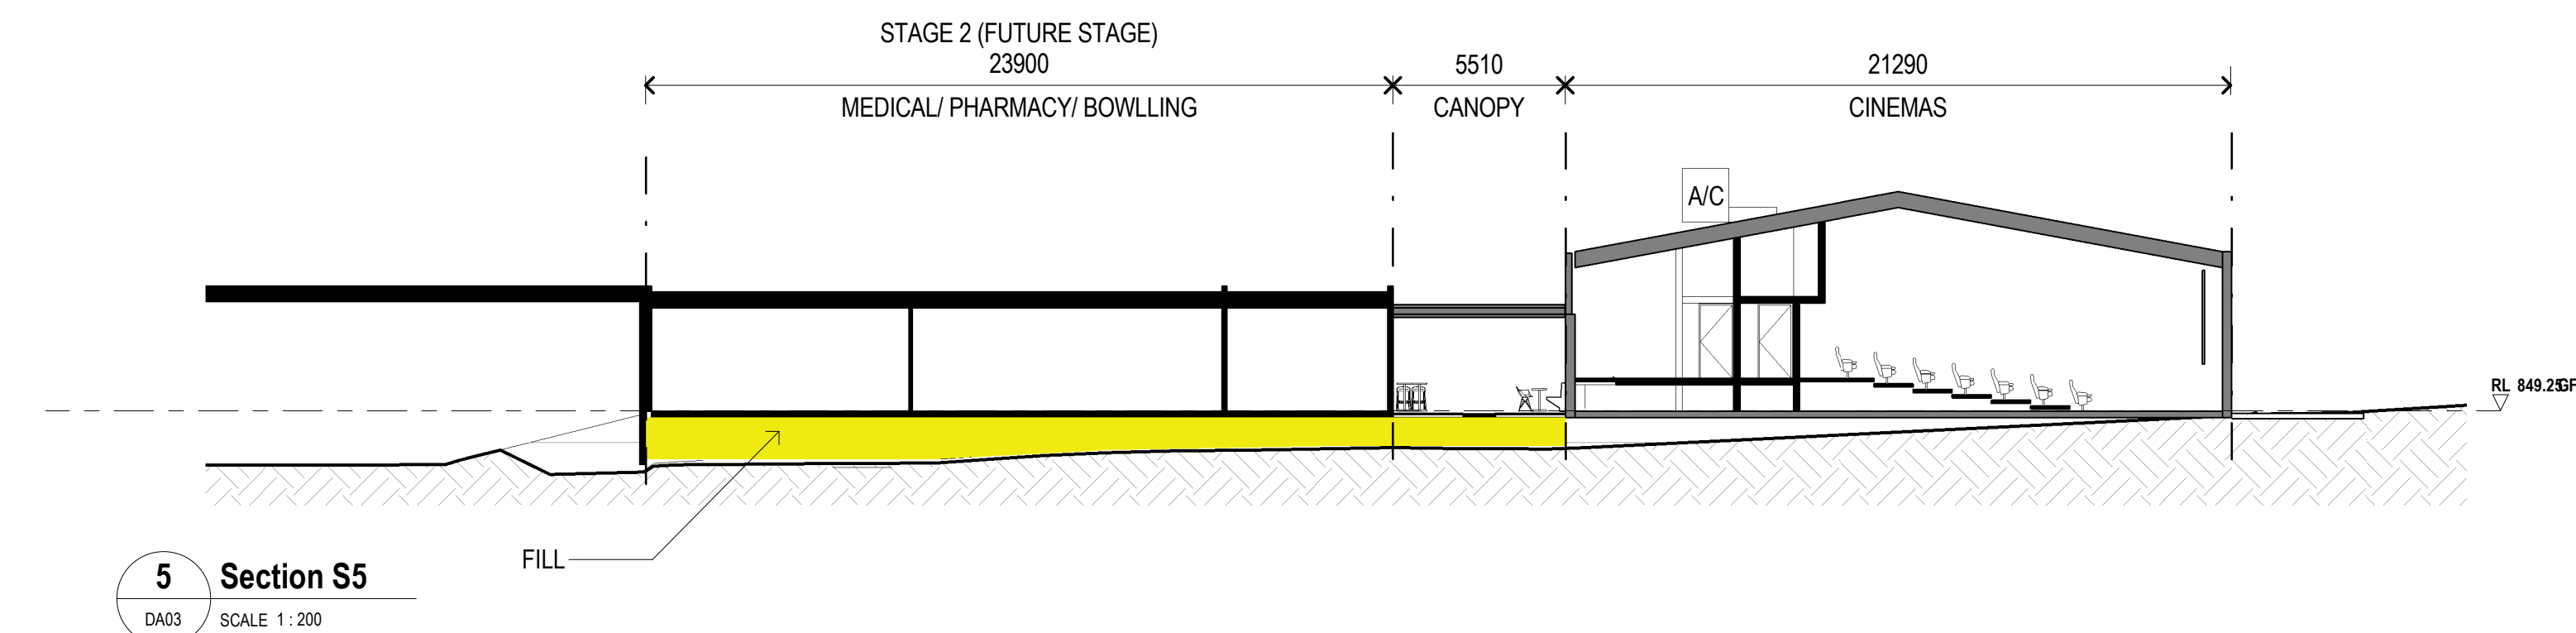 STAGE 2 (FUTURE STAGE)
23900
5510
21290
MEDICAL/ PHARMACY/ BOWLLING
CANOPY
CINEMAS
A/C
RL 849.25
GF
FILL
5
Section S5
DA03
SCALE 1 : 200